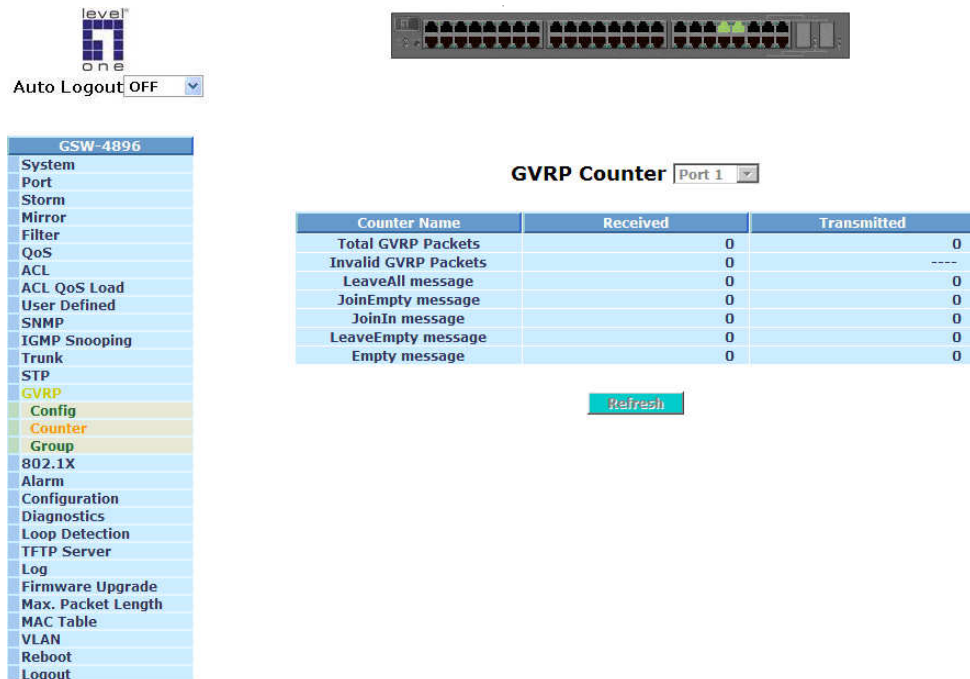 level
one
Auto Logout OFF
GSW-4896
System
Port
Storm
Mirror
Filter
QoS
ACL
ACL QoS Load
User Defined
SNMP
IGMP Snooping
Trunk
STP
GVRP
Config
Counter
Group
802.1X
Alarm
Configuration
Diagnostics
Loop Detection
TFTP Server
Log
Firmware Upgrade
Max. Packet Length
MAC Table
VLAN
Reboot
Logout
GVRP Counter Port 1
Counter Name Received Transmitted
Total GVRP Packets 0 0
Invalid GVRP Packets 0 ----
LeaveAll message 0 0
JoinEmpty message 0 0
JoinIn message 0 0
LeaveEmpty message 0 0
Empty message 0 0
Refresh